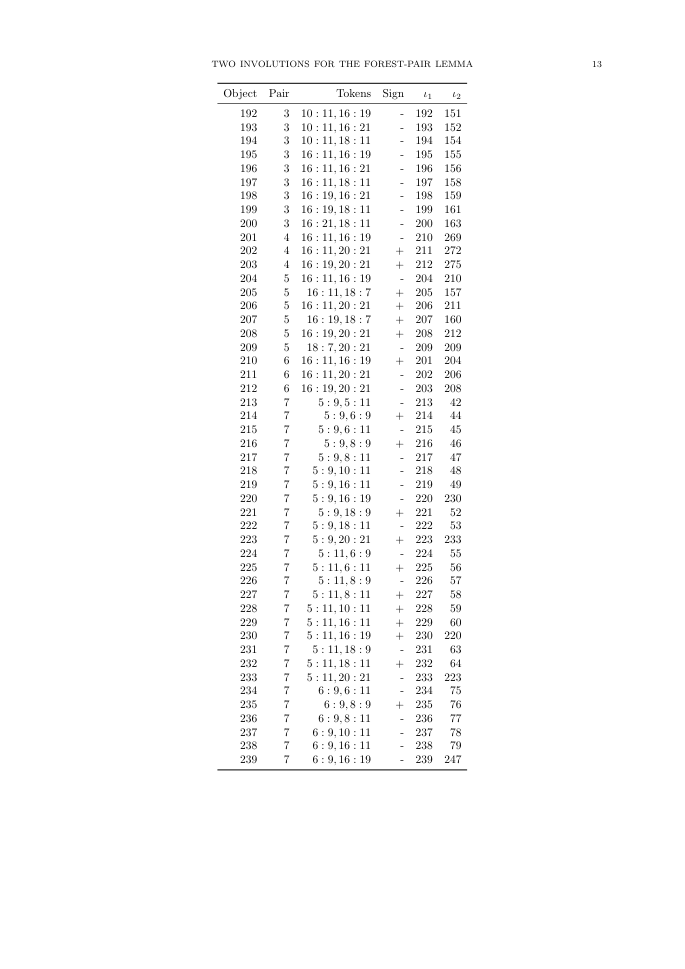 TWO INVOLUTIONS FOR THE FOREST-PAIR LEMMA 13
Object Pair Tokens Sign ι1 ι2
192 3 10 : 11, 16 : 19 - 192 151
193 3 10 : 11, 16 : 21 - 193 152
194 3 10 : 11, 18 : 11 - 194 154
195 3 16 : 11, 16 : 19 - 195 155
196 3 16 : 11, 16 : 21 - 196 156
197 3 16 : 11, 18 : 11 - 197 158
198 3 16 : 19, 16 : 21 - 198 159
199 3 16 : 19, 18 : 11 - 199 161
200 3 16 : 21, 18 : 11 - 200 163
201 4 16 : 11, 16 : 19 - 210 269
202 4 16 : 11, 20 : 21 + 211 272
203 4 16 : 19, 20 : 21 + 212 275
204 5 16 : 11, 16 : 19 - 204 210
205 5 16 : 11, 18 : 7 + 205 157
206 5 16 : 11, 20 : 21 + 206 211
207 5 16 : 19, 18 : 7 + 207 160
208 5 16 : 19, 20 : 21 + 208 212
209 5 18 : 7, 20 : 21 - 209 209
210 6 16 : 11, 16 : 19 + 201 204
211 6 16 : 11, 20 : 21 - 202 206
212 6 16 : 19, 20 : 21 - 203 208
213 7 5 : 9, 5 : 11 - 213 42
214 7 5 : 9, 6 : 9 + 214 44
215 7 5 : 9, 6 : 11 - 215 45
216 7 5 : 9, 8 : 9 + 216 46
217 7 5 : 9, 8 : 11 - 217 47
218 7 5 : 9, 10 : 11 - 218 48
219 7 5 : 9, 16 : 11 - 219 49
220 7 5 : 9, 16 : 19 - 220 230
221 7 5 : 9, 18 : 9 + 221 52
222 7 5 : 9, 18 : 11 - 222 53
223 7 5 : 9, 20 : 21 + 223 233
224 7 5 : 11, 6 : 9 - 224 55
225 7 5 : 11, 6 : 11 + 225 56
226 7 5 : 11, 8 : 9 - 226 57
227 7 5 : 11, 8 : 11 + 227 58
228 7 5 : 11, 10 : 11 + 228 59
229 7 5 : 11, 16 : 11 + 229 60
230 7 5 : 11, 16 : 19 + 230 220
231 7 5 : 11, 18 : 9 - 231 63
232 7 5 : 11, 18 : 11 + 232 64
233 7 5 : 11, 20 : 21 - 233 223
234 7 6 : 9, 6 : 11 - 234 75
235 7 6 : 9, 8 : 9 + 235 76
236 7 6 : 9, 8 : 11 - 236 77
237 7 6 : 9, 10 : 11 - 237 78
238 7 6 : 9, 16 : 11 - 238 79
239 7 6 : 9, 16 : 19 - 239 247